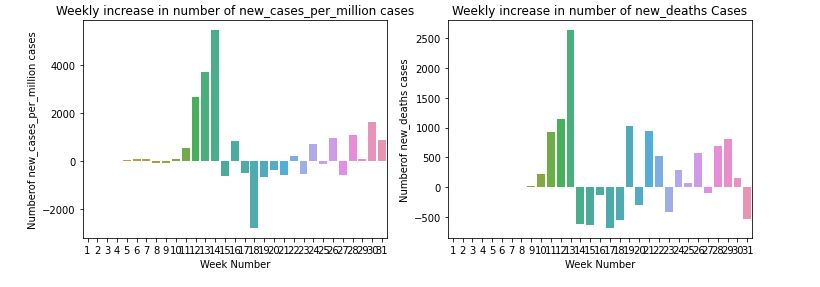 Weekly increase in number of new_cases_per_million cases
Numberof new_cases_per_million cases
4000
2000
0
−2000
1 2 3 4 5 6 7 8 9 10 11 12 13 14 15 16 17 18 19 20 21 22 23 24 25 26 27 28 29 30 31
Week Number
Weekly increase in number of new_deaths Cases
Numberof new_deaths cases
2500
2000
1500
1000
500
0
−500
1 2 3 4 5 6 7 8 9 10 11 12 13 14 15 16 17 18 19 20 21 22 23 24 25 26 27 28 29 30 31
Week Number